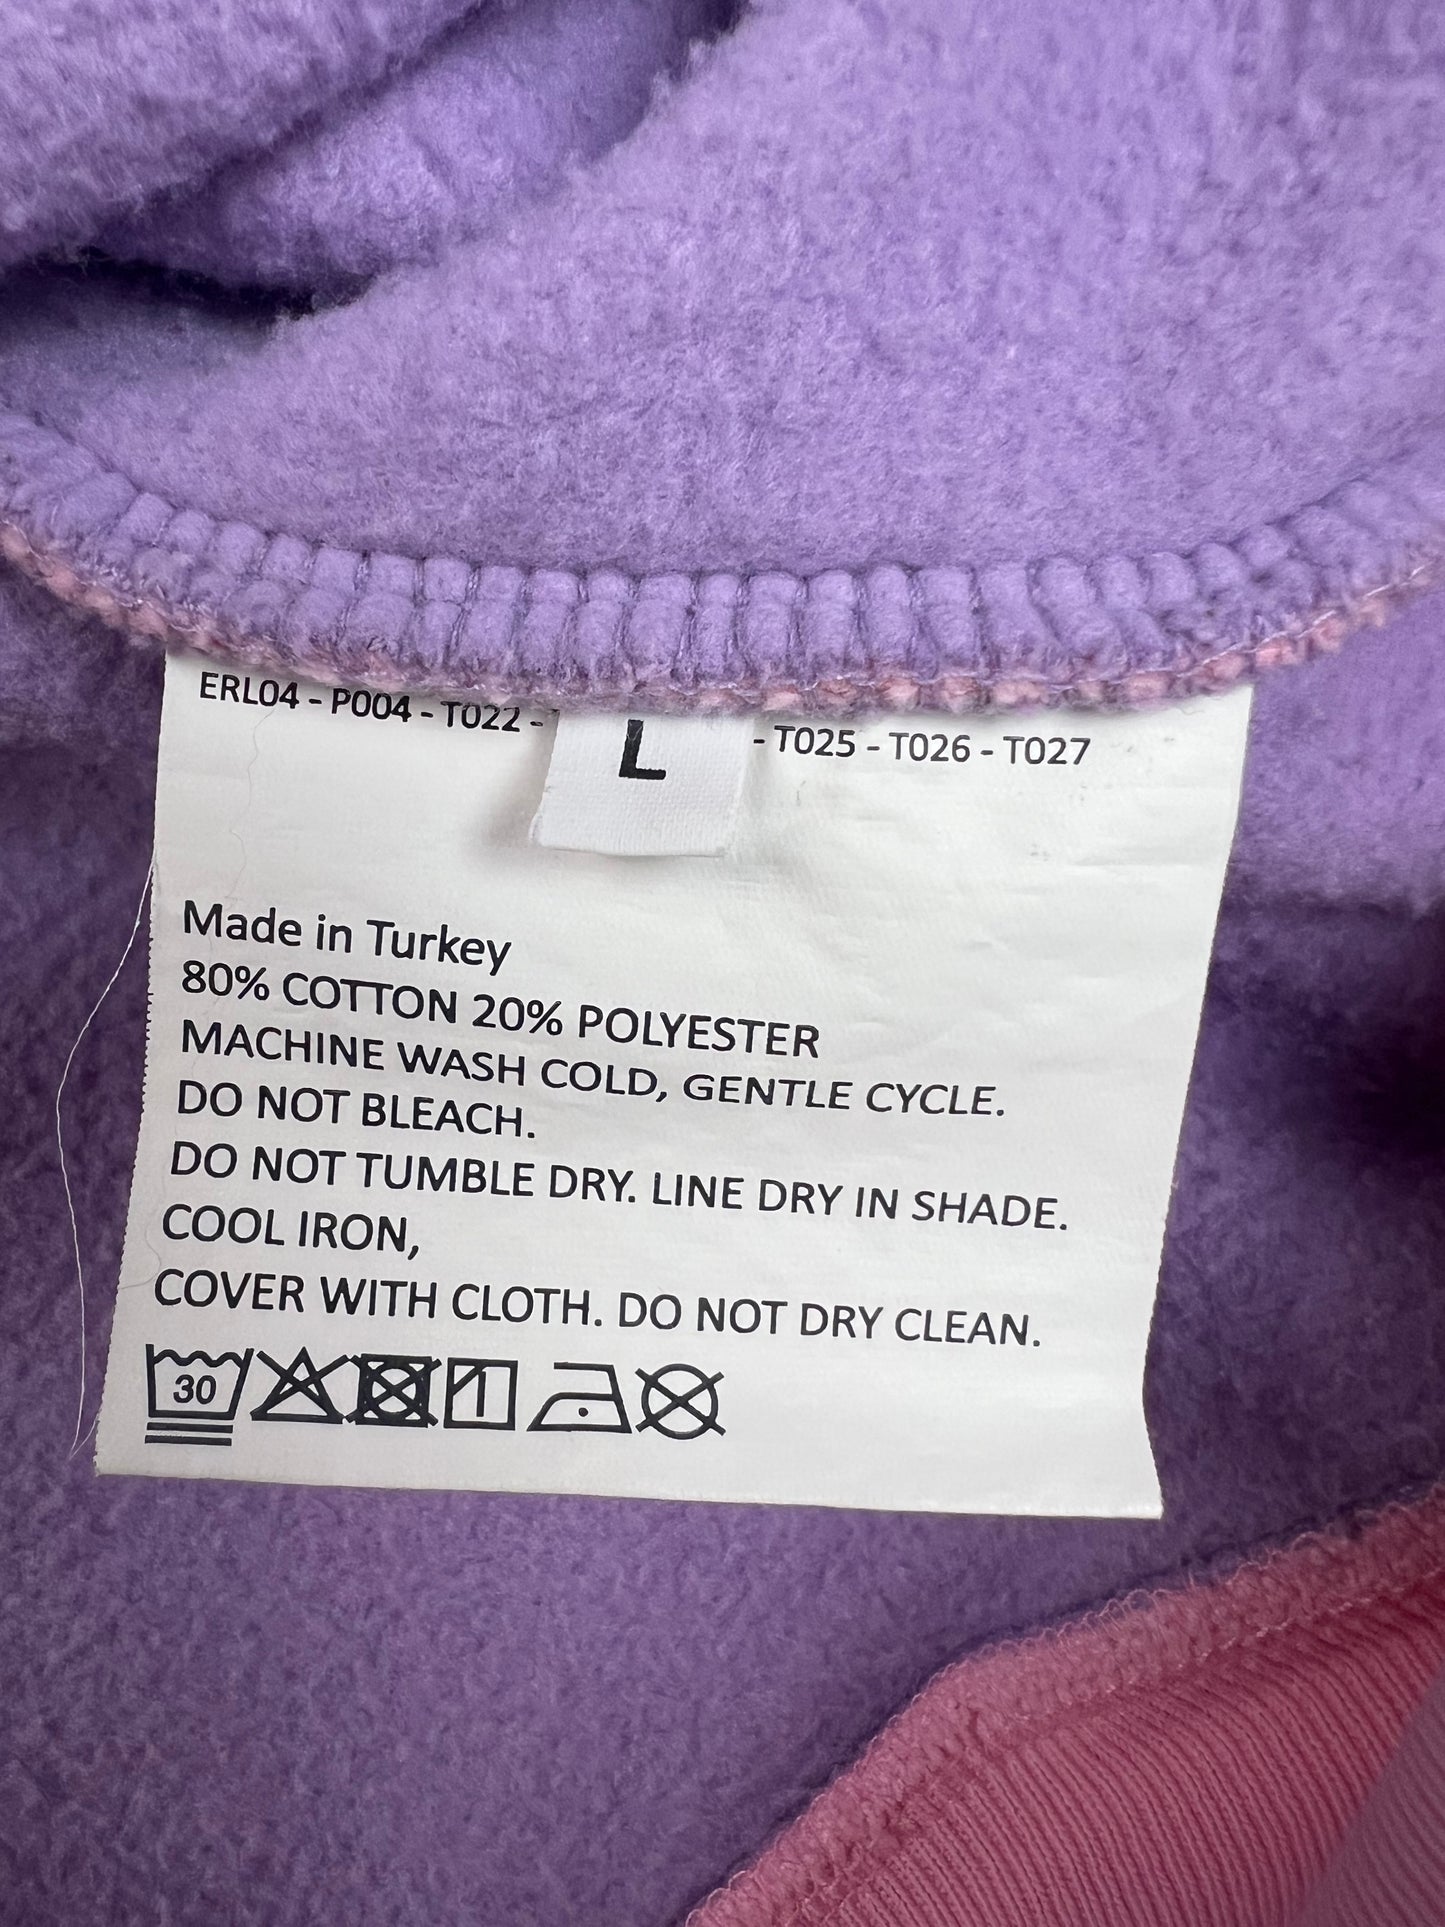 ERL04 - P004 - T022 - - T025 - T026 - T027
L
Made in Turkey
80% COTTON 20% POLYESTER
MACHINE WASH COLD, GENTLE CYCLE.
DO NOT BLEACH.
DO NOT TUMBLE DRY. LINE DRY IN SHADE.
COOL IRON,
COVER WITH CLOTH. DO NOT DRY CLEAN.
30